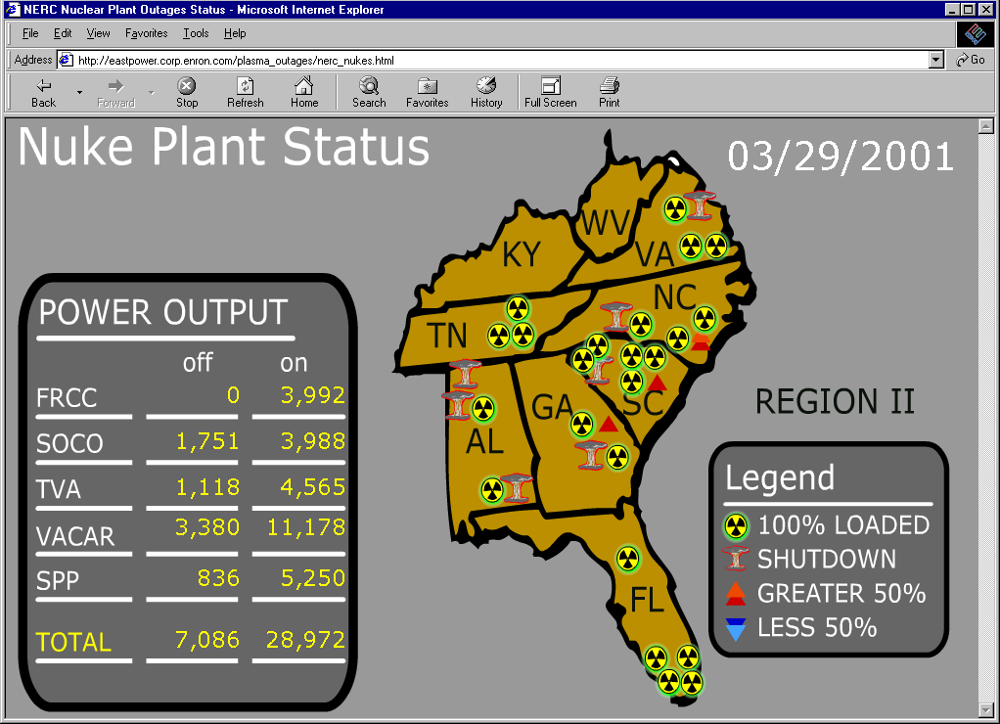 NERC Nuclear Plant Outages Status - Microsoft Internet Explorer
File Edit View Favorites Tools Help
Address http://eastpower.corp.enron.com/plasma_outages/nerc_nukes.html Go
Back Forward Stop Refresh Home Search Favorites History Full Screen Print
Nuke Plant Status
03/29/2001
POWER OUTPUT
off on
FRCC 0 3,992
SOCO 1,751 3,988
TVA 1,118 4,565
VACAR 3,380 11,178
SPP 836 5,250
TOTAL 7,086 28,972
WV
KY
VA
NC
TN
GA
SC
AL
FL
REGION II
Legend
100% LOADED
SHUTDOWN
GREATER 50%
LESS 50%